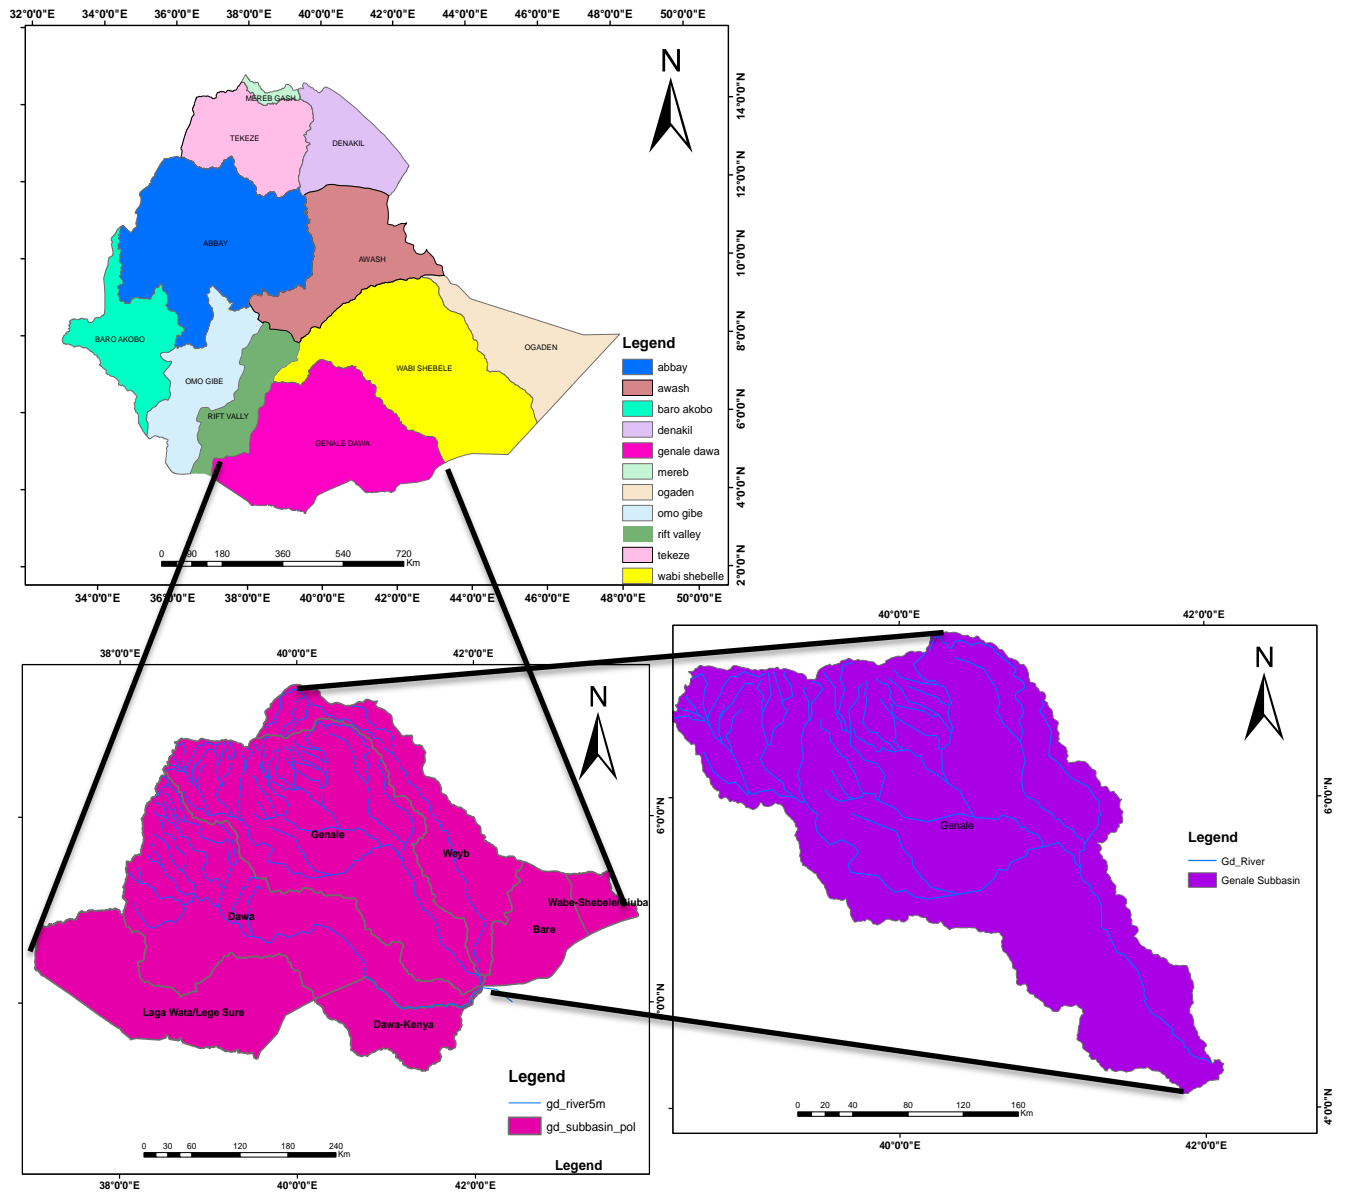 32°0'0"E 34°0'0"E 36°0'0"E 38°0'0"E 40°0'0"E 42°0'0"E 44°0'0"E 46°0'0"E 48°0'0"E 50°0'0"E
N
MEREB GASH
TEKEZE
DENAKIL
ABBAY
AWASH
BARO AKOBO
OMO GIBE
RIFT VALLY
WABI SHEBELE
OGADEN
GENALE DAWA
14°0'0"N
12°0'0"N
10°0'0"N
8°0'0"N
6°0'0"N
4°0'0"N
2°0'0"N
Legend
abbay
awash
baro akobo
denakil
genale dawa
mereb
ogaden
omo gibe
rift valley
tekeze
wabi shebelle
0 90 180 360 540 720
Km
34°0'0"E 36°0'0"E 38°0'0"E 40°0'0"E 42°0'0"E 44°0'0"E 46°0'0"E 48°0'0"E 50°0'0"E
38°0'0"E 40°0'0"E 42°0'0"E
N
Genale
Weyb
Dawa
Wabe-Shebele/Giuba
Bare
Laga Wata/Lege Sure
Dawa-Kenya
6°0'0"N
°0'0"N
Legend
gd_river5m
gd_subbasin_pol
0 30 60 120 180 240
Km
Legend
38°0'0"E 40°0'0"E 42°0'0"E
40°0'0"E 42°0'0"E
N
Genale
6°0'0"N
4°0'0"N
Legend
Gd_River
Genale Subbasin
0 20 40 80 120 160
Km
40°0'0"E 42°0'0"E